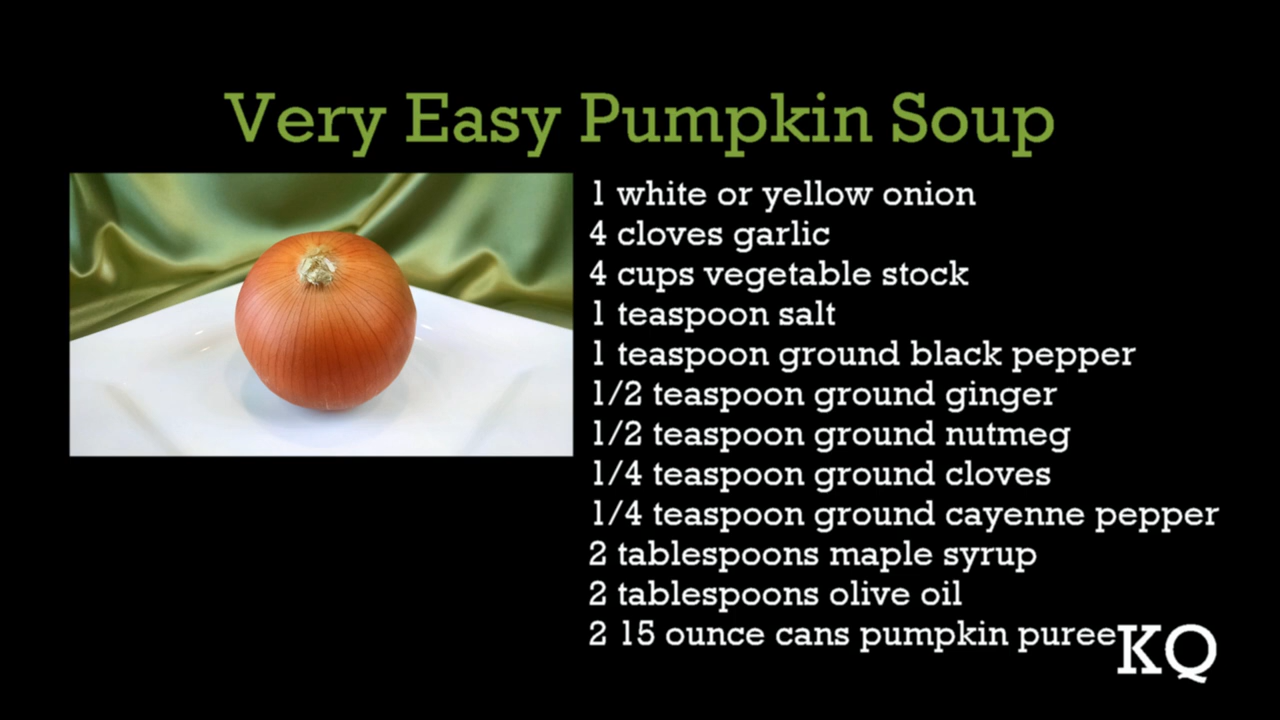 Very Easy Pumpkin Soup
1 white or yellow onion
4 cloves garlic
4 cups vegetable stock
1 teaspoon salt
1 teaspoon ground black pepper
1/2 teaspoon ground ginger
1/2 teaspoon ground nutmeg
1/4 teaspoon ground cloves
1/4 teaspoon ground cayenne pepper
2 tablespoons maple syrup
2 tablespoons olive oil
2 15 ounce cans pumpkin puree
KQ